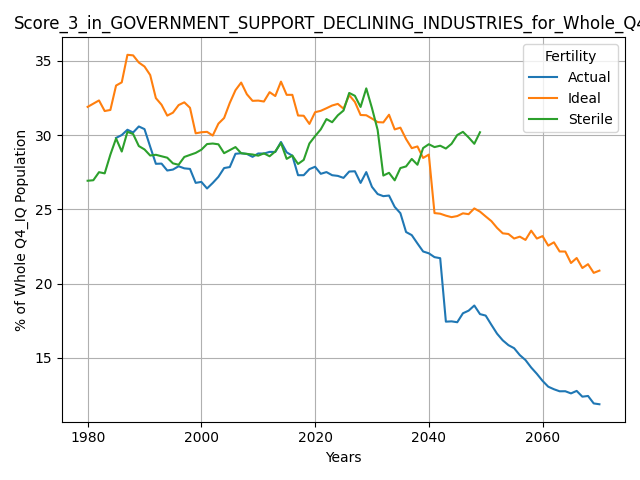 Score_3_in_GOVERNMENT_SUPPORT_DECLINING_INDUSTRIES_for_Whole_Q4
Fertility
Actual
Ideal
Sterile
% of Whole Q4_IQ Population
35
30
25
20
15
1980 2000 2020 2040 2060
Years